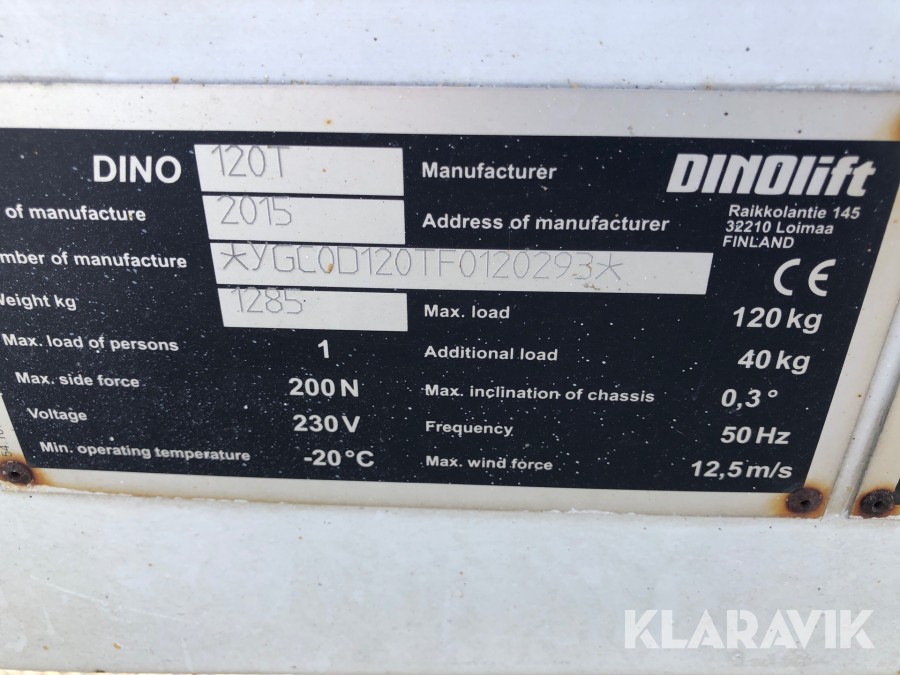 DINO 120T Manufacturer DINOlift
of manufacture 2015 Address of manufacturer Raikkolantie 145
32210 Loimaa
FINLAND
mber of manufacture *YGC0D120TF0120293* CE
Weight kg 1285 Max. load 120 kg
Max. load of persons 1 Additional load 40 kg
Max. side force 200 N Max. inclination of chassis 0,3°
Voltage 230 V Frequency 50 Hz
Min. operating temperature -20°C Max. wind force 12,5 m/s
KLARAVIK